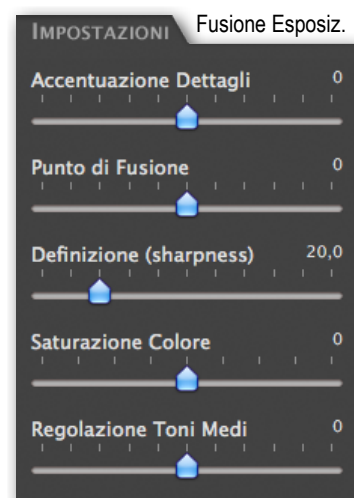 IMPOSTAZIONI Fusione Esposiz.
Accentuazione Dettagli 0
Punto di Fusione 0
Definizione (sharpness) 20,0
Saturazione Colore 0
Regolazione Toni Medi 0